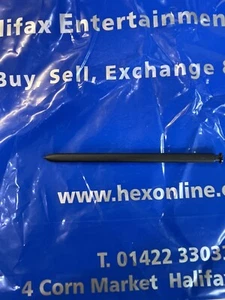 lifax Entertainmen
Buy, Sell, Exchange &
www.hexonline.c
T. 01422 3303
4 Corn Market Halifa